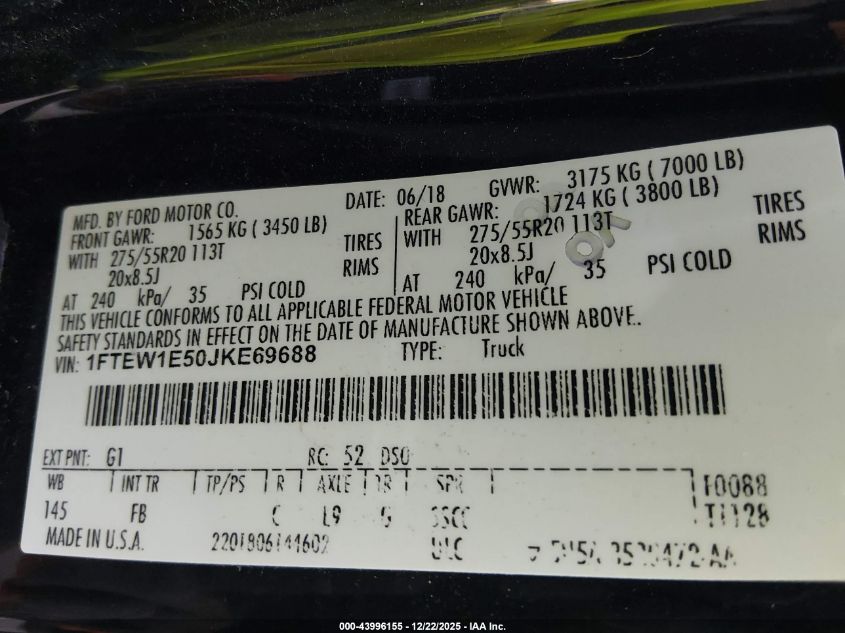 MFD. BY FORD MOTOR CO. DATE: 06/18 GVWR: 3175 KG ( 7000 LB)
FRONT GAWR: 1565 KG ( 3450 LB) REAR GAWR: 1724 KG ( 3800 LB)
WITH 275/55R20 113T TIRES WITH 275/55R20 113T TIRES
20x8.5J RIMS 20x8.5J RIMS
AT 240 kPa/ 35 PSI COLD AT 240 kPa/ 35 PSI COLD
THIS VEHICLE CONFORMS TO ALL APPLICABLE FEDERAL MOTOR VEHICLE
SAFETY STANDARDS IN EFFECT ON THE DATE OF MANUFACTURE SHOWN ABOVE..
VIN: 1FTEW1E50JKE69688 TYPE: Truck
EXT PNT: G1 RC: 52 DSO
WB INT TR TP/PS R AXLE TR SPR F0088
145 FB C L9 G T1128
MADE IN U.S.A. 2201806141602
000-43996155 • 12/22/2025 • IAA Inc.